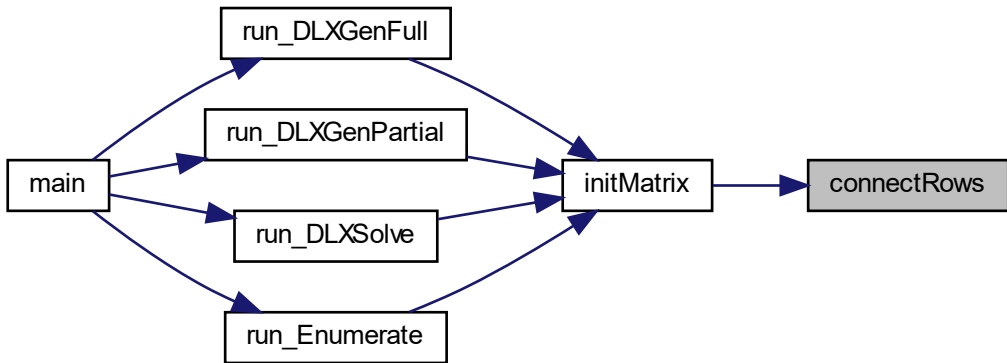 run_DLXGenFull
run_DLXGenPartial
main
initMatrix
connectRows
run_DLXSolve
run_Enumerate